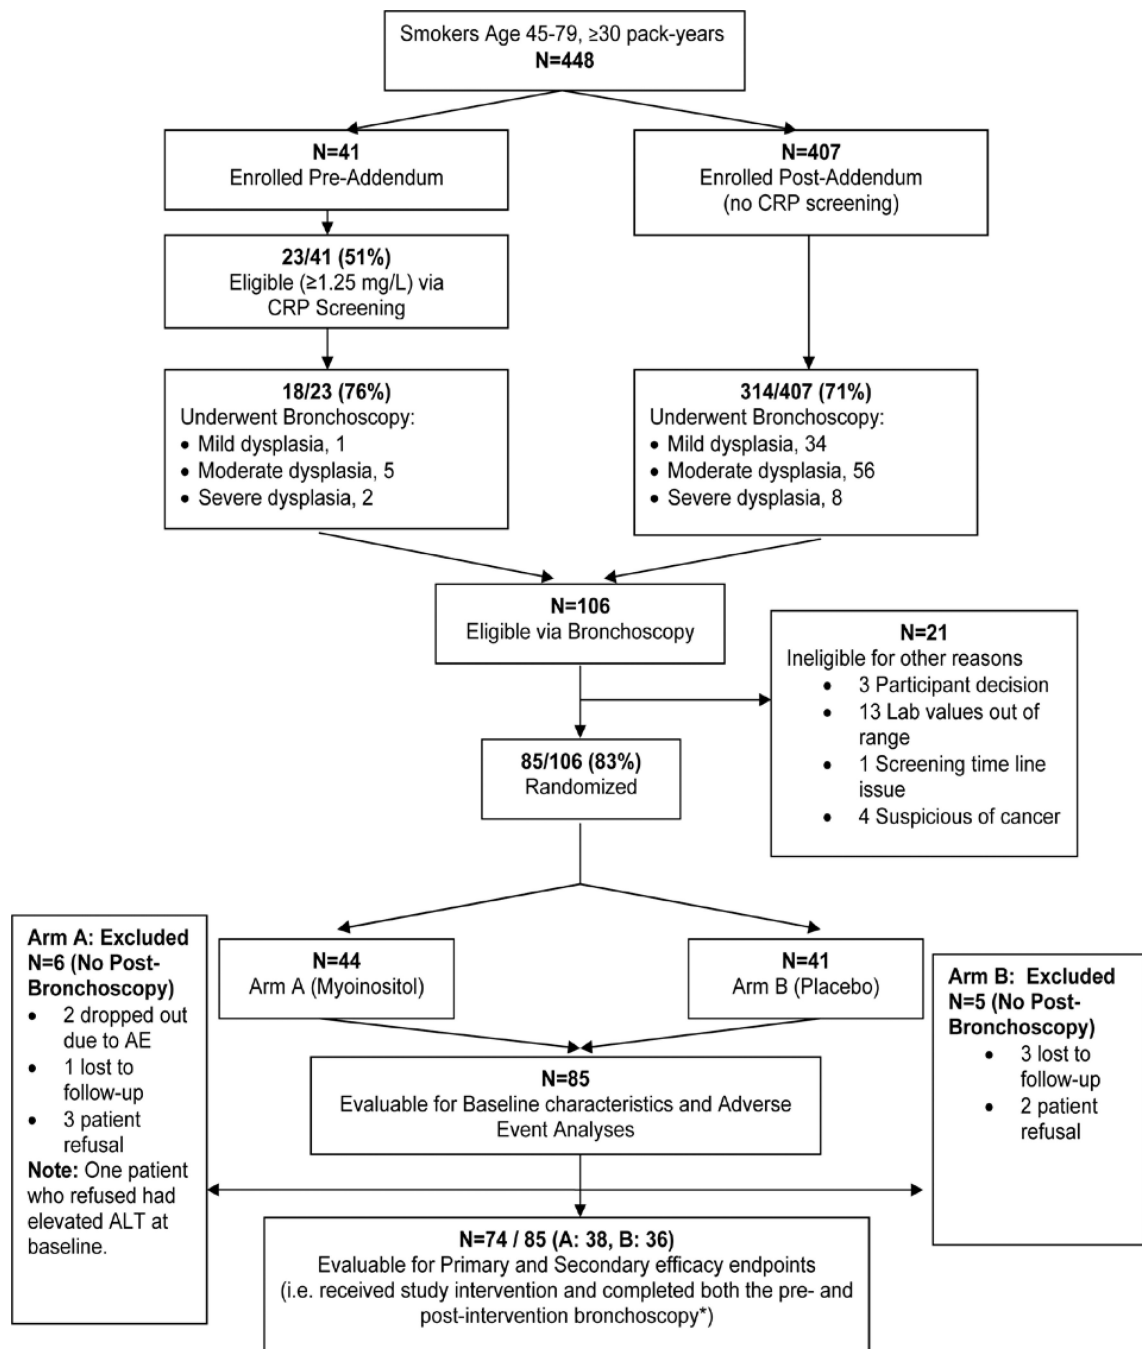 Smokers Age 45-79, ≥30 pack-years
N=448
N=41
Enrolled Pre-Addendum
N=407
Enrolled Post-Addendum
(no CRP screening)
23/41 (51%)
Eligible (≥1.25 mg/L) via
CRP Screening
18/23 (76%)
Underwent Bronchoscopy:
• Mild dysplasia, 1
• Moderate dysplasia, 5
• Severe dysplasia, 2
314/407 (71%)
Underwent Bronchoscopy:
• Mild dysplasia, 34
• Moderate dysplasia, 56
• Severe dysplasia, 8
N=106
Eligible via Bronchoscopy
N=21
Ineligible for other reasons
• 3 Participant decision
• 13 Lab values out of
range
• 1 Screening time line
issue
• 4 Suspicious of cancer
85/106 (83%)
Randomized
Arm A: Excluded
N=6 (No Post-
Bronchoscopy)
• 2 dropped out
due to AE
• 1 lost to
follow-up
• 3 patient
refusal
Note: One patient
who refused had
elevated ALT at
baseline.
N=44
Arm A (Myoinositol)
N=41
Arm B (Placebo)
Arm B: Excluded
N=5 (No Post-
Bronchoscopy)
• 3 lost to
follow-up
• 2 patient
refusal
N=85
Evaluable for Baseline characteristics and Adverse
Event Analyses
N=74 / 85 (A: 38, B: 36)
Evaluable for Primary and Secondary efficacy endpoints
(i.e. received study intervention and completed both the pre- and
post-intervention bronchoscopy*)